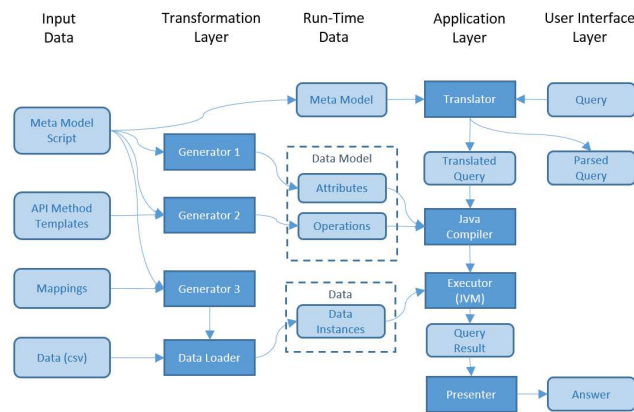 Input Data
Transformation Layer
Run-Time Data
Application Layer
User Interface Layer
Meta Model Script
API Method Templates
Mappings
Data (csv)
Generator 1
Generator 2
Generator 3
Data Loader
Meta Model
Data Model
Attributes
Operations
Data
Data Instances
Translator
Translated Query
Java Compiler
Executor (JVM)
Query Result
Presenter
Query
Parsed Query
Answer